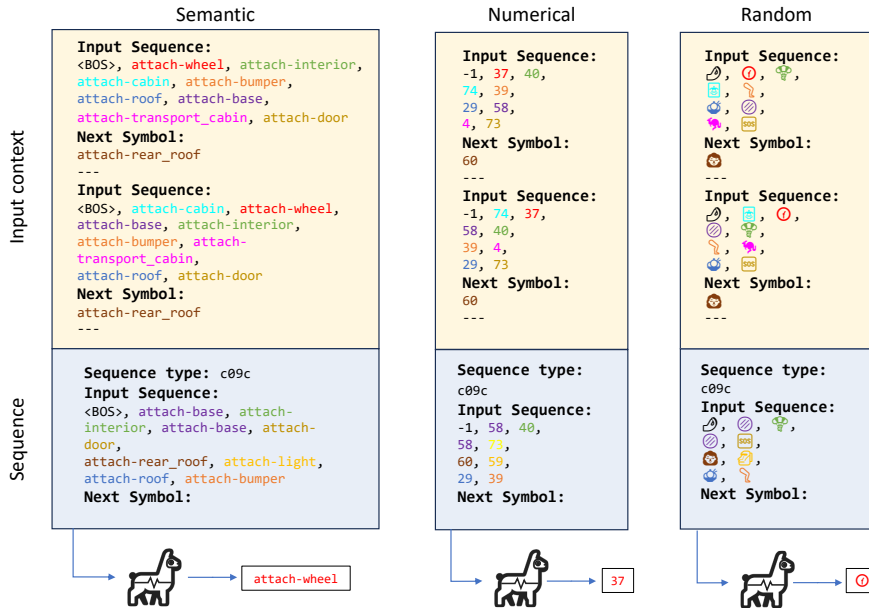 Semantic
Input context
Input Sequence:
<BOS>, attach-wheel, attach-interior,
attach-cabin, attach-bumper,
attach-roof, attach-base,
attach-transport_cabin, attach-door
Next Symbol:
attach-rear_roof
---
Input Sequence:
<BOS>, attach-cabin, attach-wheel,
attach-base, attach-interior,
attach-bumper, attach-
transport_cabin,
attach-roof, attach-door
Next Symbol:
attach-rear_roof
---
Sequence
Sequence type: c09c
Input Sequence:
<BOS>, attach-base, attach-
interior, attach-base, attach-
door,
attach-rear_roof, attach-light,
attach-roof, attach-bumper
Next Symbol:
attach-wheel
Numerical
Input Sequence:
-1, 37, 40,
74, 39,
29, 58,
4, 73
Next Symbol:
60
---
Input Sequence:
-1, 74, 37,
58, 40,
39, 4,
29, 73
Next Symbol:
60
---
Sequence type:
c09c
Input Sequence:
-1, 58, 40,
58, 73,
60, 59,
29, 39
Next Symbol:
37
Random
Input Sequence:
, , ,
, ,
, ,
, SOS
Next Symbol:
---
Input Sequence:
, , ,
, ,
, ,
, SOS
Next Symbol:
---
Sequence type:
c09c
Input Sequence:
, , ,
, SOS,
, ,
,
Next Symbol: